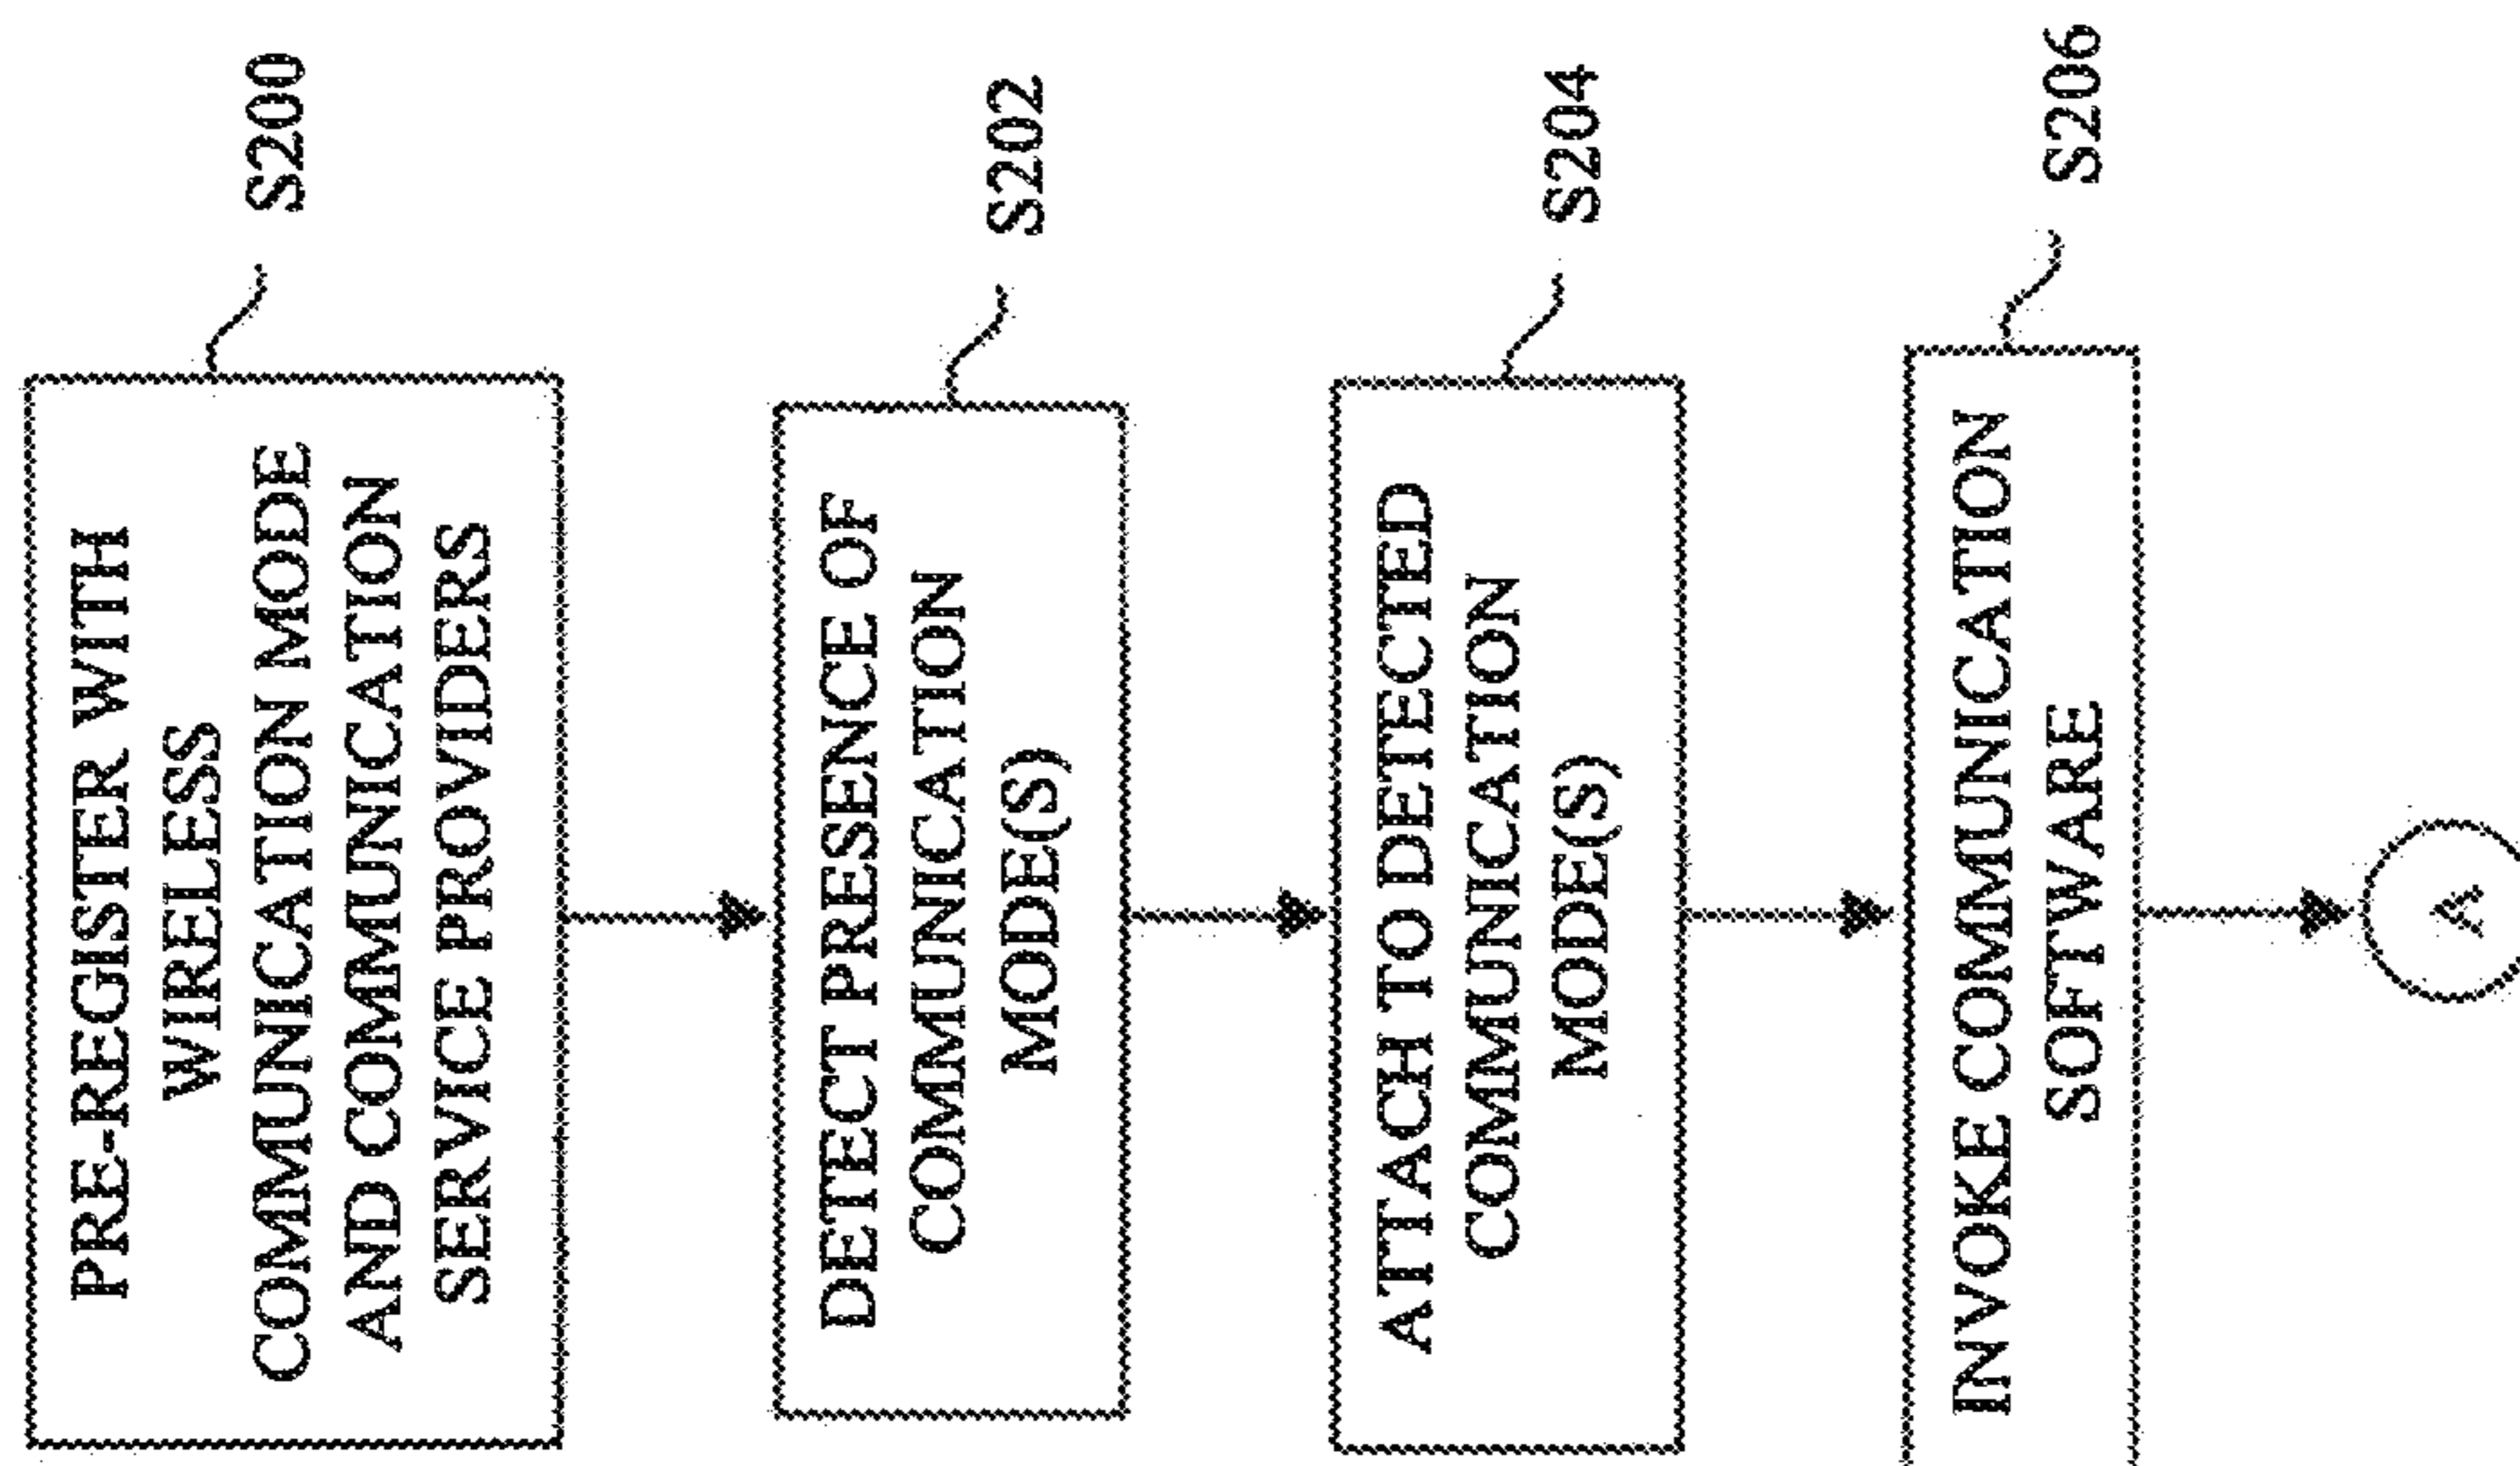 PRE-REGISTER WITH
WIRELESS
COMMUNICATION MODE
AND COMMUNICATION
SERVICE PROVIDERS
S200
DETECT PRESENCE OF
COMMUNICATION
MODE(S)
S202
ATTACH TO DETECTED
COMMUNICATION
MODE(S)
S204
INVOKE COMMUNICATION
SOFTWARE
S206
A